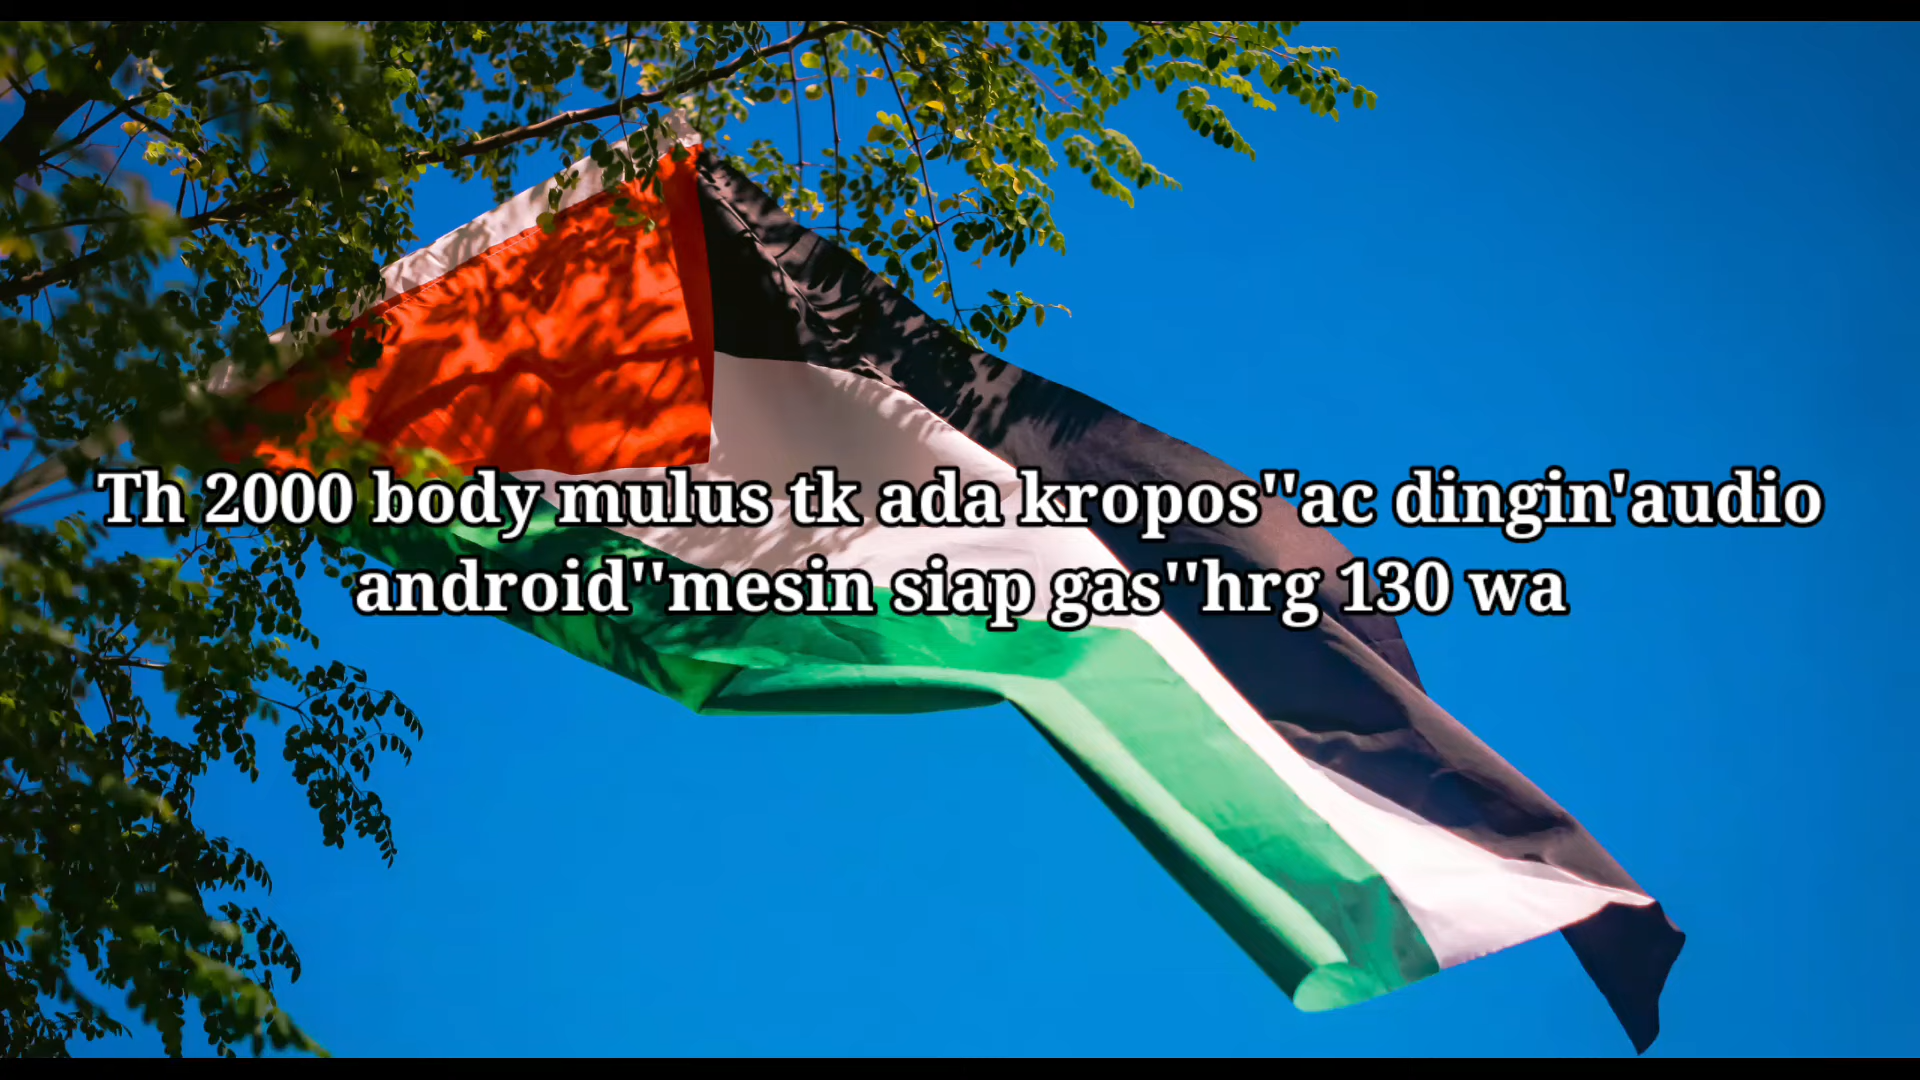 Th 2000 body mulus tk ada kropos''ac dingin'audio
android''mesin siap gas''hrg 130 wa